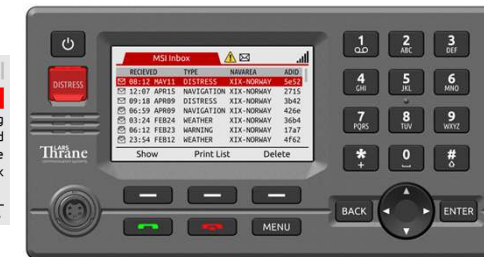 DISTRESS
LARS
Thrane
MSI Inbox
RECIEVED TYPE NAVAREA ADID
08:12 MAY11 DISTRESS XIX-NORWAY 5e52
12:07 APR15 NAVIGATION XIX-NORWAY 2715
09:18 APR09 DISTRESS XIX-NORWAY 3b42
06:59 APR09 NAVIGATION XIX-NORWAY 426e
03:24 FEB24 WEATHER XIX-NORWAY 36b4
06:12 FEB23 WARNING XIX-NORWAY 17a7
23:54 FEB12 WEATHER XIX-NORWAY 4f62
Show Print List Delete
MENU
1 2 ABC 3 DEF
4 GHI 5 JKL 6 MNO
7 PQRS 8 TUV 9 WXYZ
* + 0 #
BACK ENTER